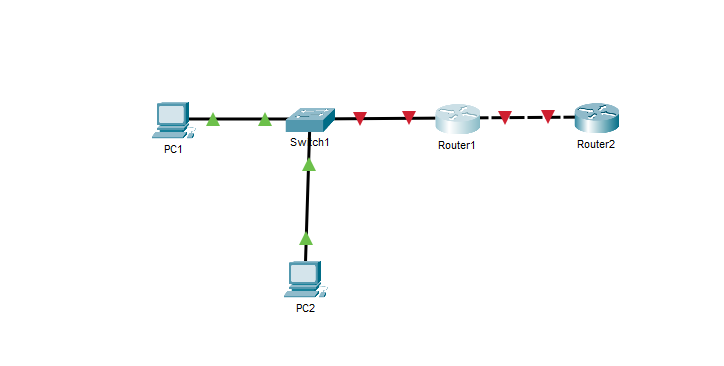 PC1
Switch1
Router1
Router2
PC2